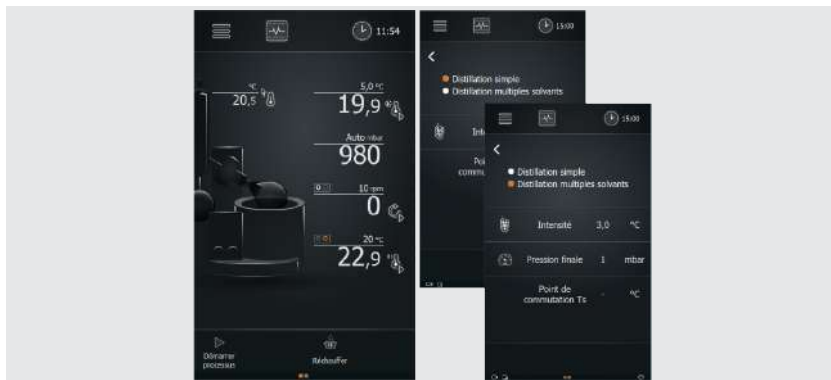 11:54
°C
20,5
5,0 °C
19,9
Auto mbar
980
10 rpm
0
20 °C
22,9
Démarrer
processus
Réchauffer
15:00
Distillation simple
Distillation multiples solvants
15:00
Distillation simple
Distillation multiples solvants
Intensité 3,0 °C
Pression finale 1 mbar
Point de
commutation Ts - °C